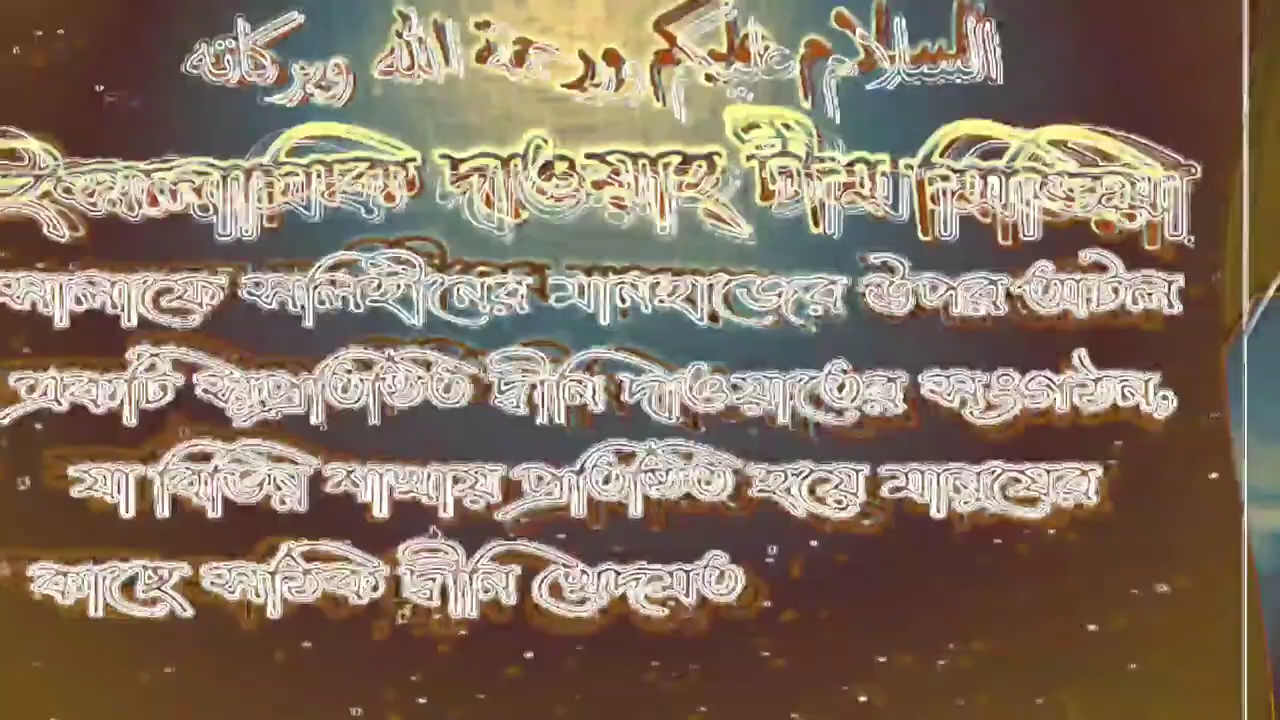 السلام عليكم ورحمة الله وبركاته
দাওয়াহ্ টীম
সালাফে সালিহীনের মানহাজের উপর অটল
একটি সুপ্রতিষ্ঠিত দ্বীনি দাওয়াতের সংগঠন,
যা বিভিন্ন শাখায় প্রতিষ্ঠিত হয়ে মানুষের
কাছে সঠিক দ্বীনি খেদমত